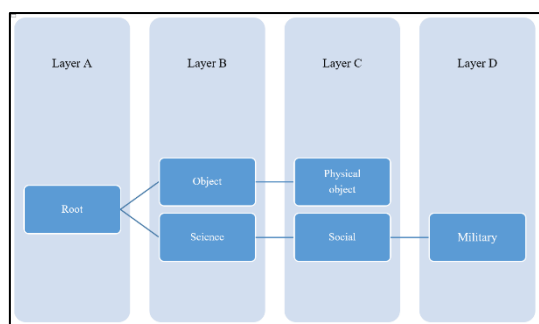 Layer A
Layer B
Layer C
Layer D
Root
Object
Physical
object
Science
Social
Military